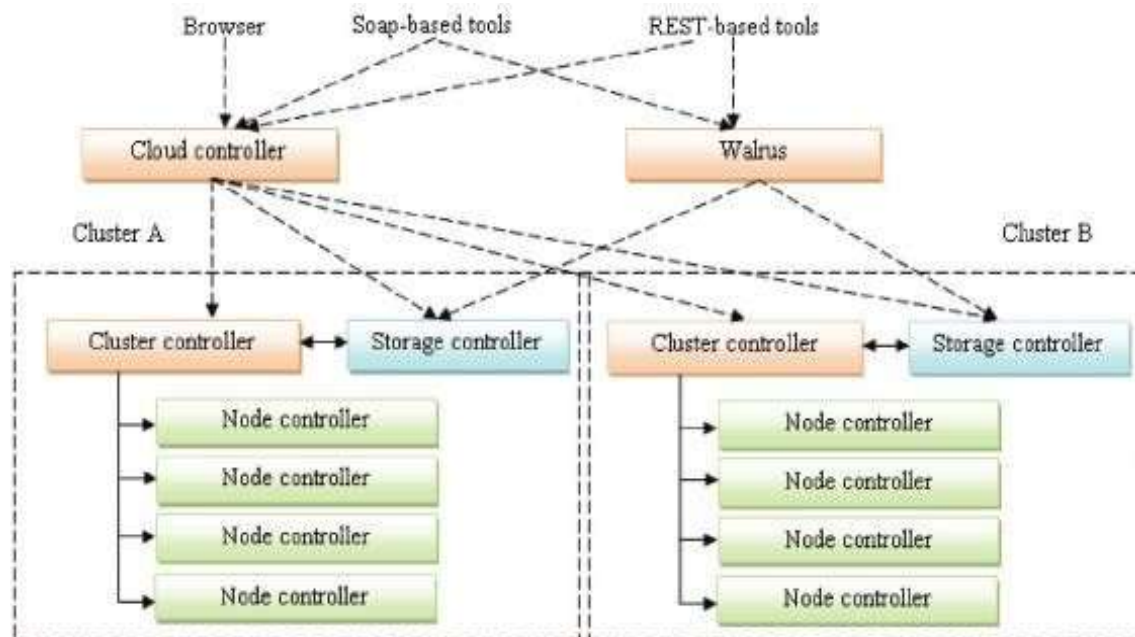 Browser
Soap-based tools
REST-based tools
Cloud controller
Walrus
Cluster A
Cluster B
Cluster controller
Storage controller
Cluster controller
Storage controller
Node controller
Node controller
Node controller
Node controller
Node controller
Node controller
Node controller
Node controller